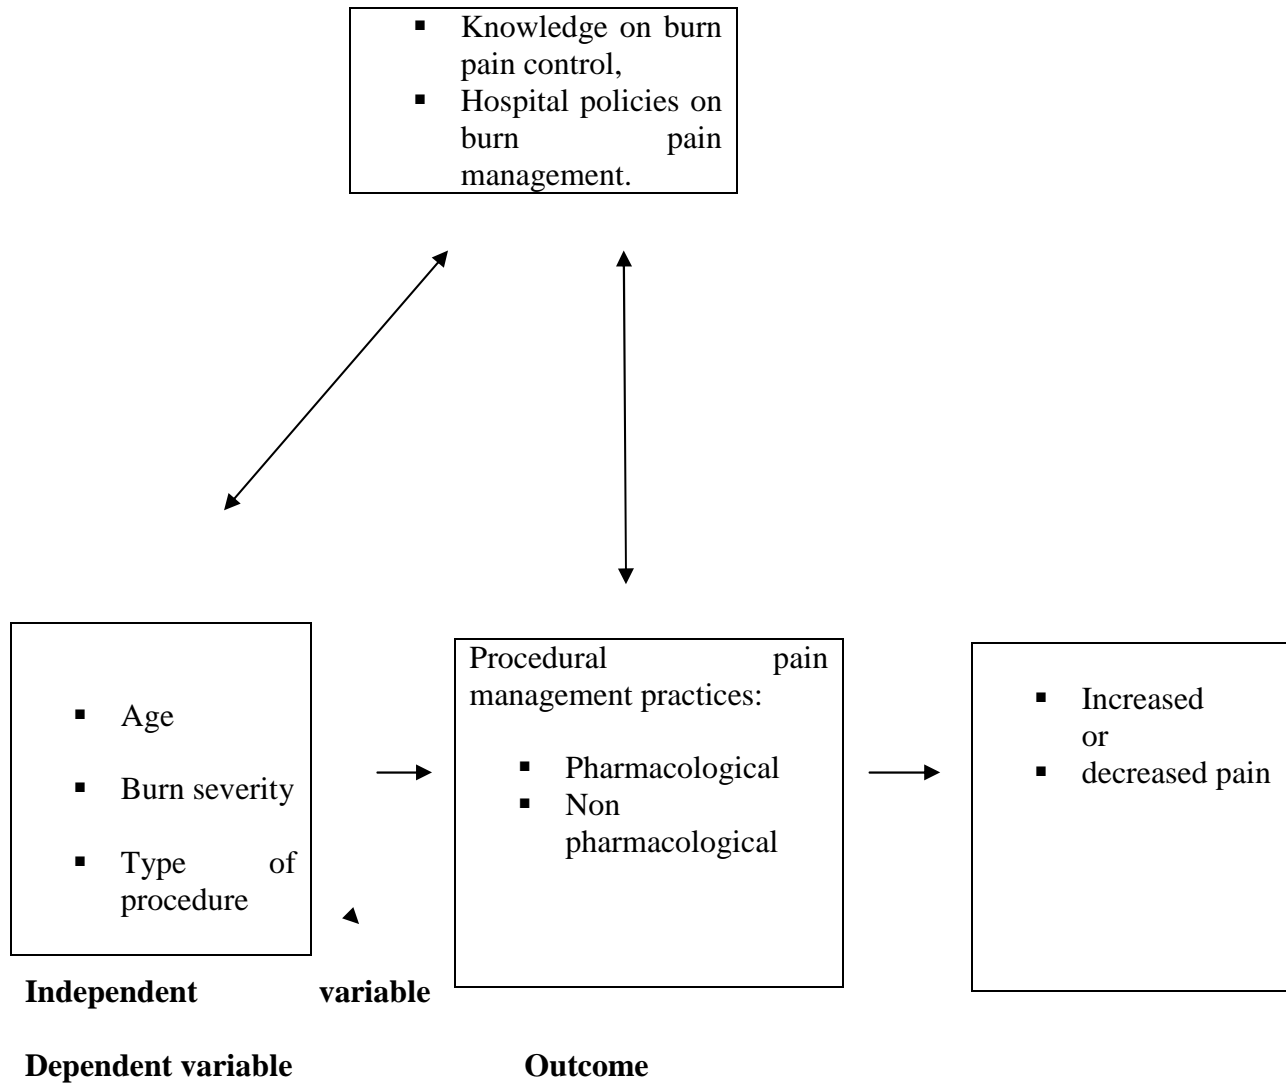 ▪ Knowledge on burn
pain control,
▪ Hospital policies on
burn pain
management.
▪ Age
▪ Burn severity
▪ Type of
procedure
Procedural pain
management practices:
▪ Pharmacological
▪ Non
pharmacological
▪ Increased
or
▪ decreased pain
Independent variable
Dependent variable Outcome